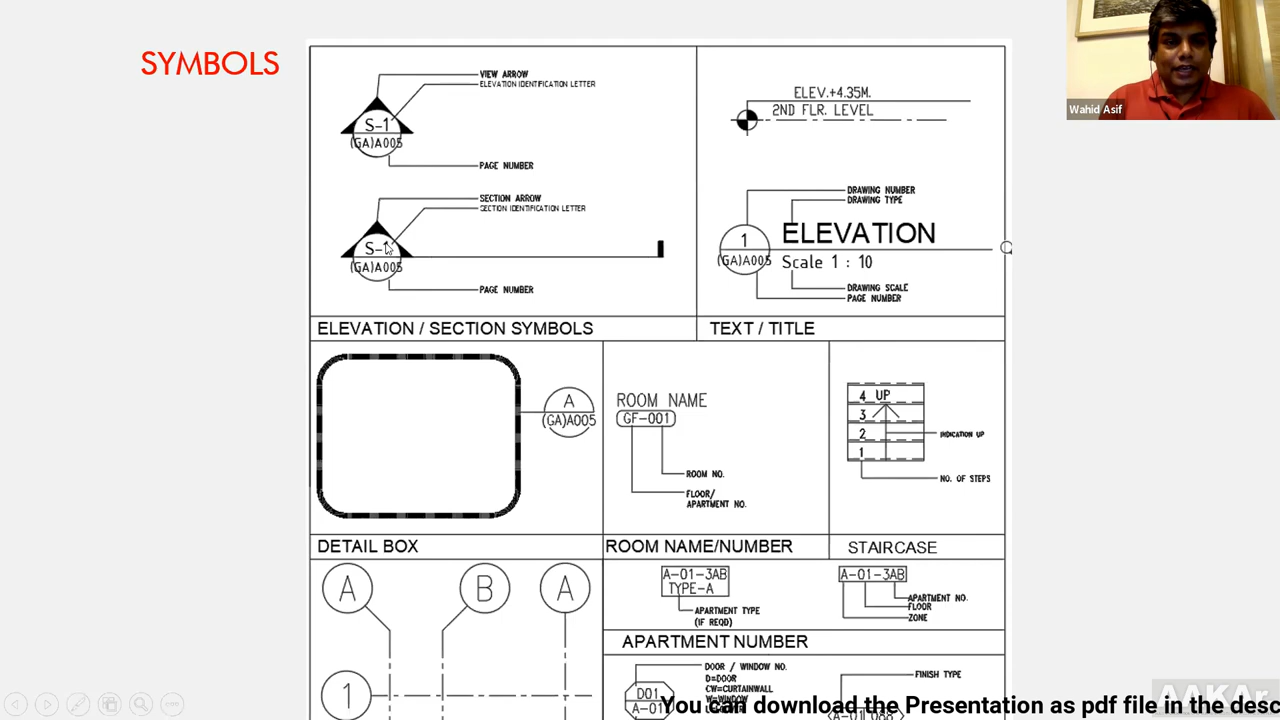 SYMBOLS
VIEW ARROW
ELEVATION IDENTIFICATION LETTER
S-1
(GA)A005
PAGE NUMBER
SECTION ARROW
SECTION IDENTIFICATION LETTER
S-1
(GA)A005
PAGE NUMBER
ELEVATION / SECTION SYMBOLS
ELEV.+4.35M.
2ND FLR. LEVEL
DRAWING NUMBER
DRAWING TYPE
1
(GA)A005
ELEVATION
Scale 1 : 10
DRAWING SCALE
PAGE NUMBER
TEXT / TITLE
A
(GA)A005
DETAIL BOX
ROOM NAME
GF-001
ROOM NO.
FLOOR/
APARTMENT NO.
ROOM NAME/NUMBER
4 UP
3
2
1
INDICATION UP
NO. OF STEPS
STAIRCASE
A B A
1
A-01-3AB
TYPE-A
APARTMENT TYPE
(IF REQD)
A-01-3AB
APARTMENT NO.
FLOOR
ZONE
APARTMENT NUMBER
DOOR / WINDOW NO.
D=DOOR
CW=CURTAINWALL
W=WINDOW
D01
FINISH TYPE
Wahid Asif
AAKAr
You can download the Presentation as pdf file in the desc